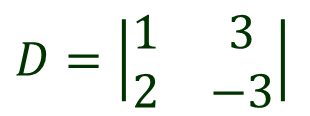 D = |1 3|
|2 −3|